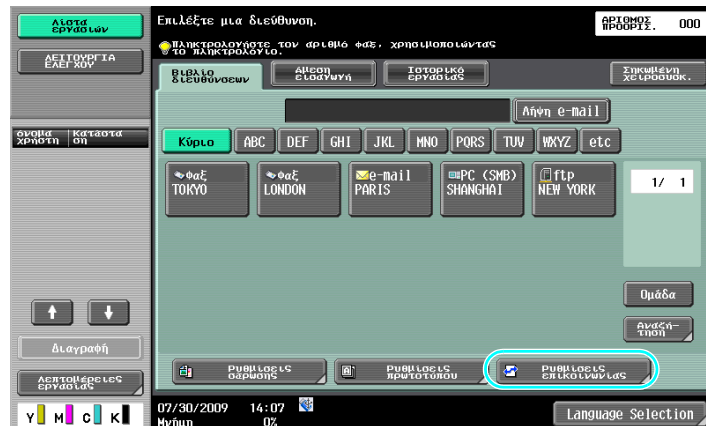 Λίστα
εργασιών
ΛΕΙΤΟΥΡΓΙΑ
ΕΛΕΓΧΟΥ
όνομα
χρήστη
Κατάστα
ση
Διαγραφή
Λεπτομέρειες
εργασίας
Y M C K
Επιλέξτε μια διεύθυνση.
ΑΡΙΘΜΟΣ
ΠΡΟΟΡΙΣ. 000
Πληκτρολογήστε τον αριθμό φαξ, χρησιμοποιώντας
το πληκτρολόγιο.
Βιβλίο
διευθύνσεων
Άμεση
εισαγωγή
Ιστορικό
εργασίας
Σηκωμένη
χειροσυσκ.
Λήψη e-mail
Κύριο ABC DEF GHI JKL MNO PQRS TUV WXYZ etc
Φαξ
TOKYO
Φαξ
LONDON
e-mail
PARIS
PC (SMB)
SHANGHAI
ftp
NEW YORK
1/ 1
Ομάδα
Αναζή-
τηση
Ρυθμίσεις
σάρωσης
Ρυθμίσεις
πρωτοτύπου
Ρυθμίσεις
επικοινωνίας
07/30/2009 14:07
Μνήμη 0%
Language Selection